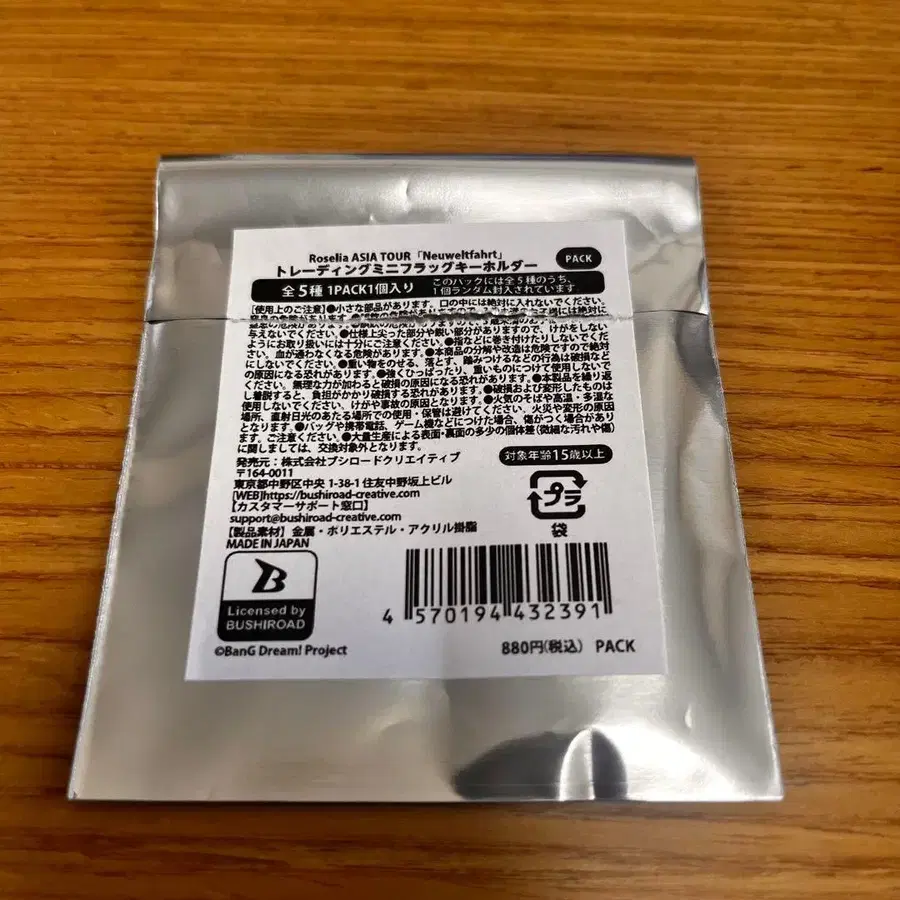 Roselia ASIA TOUR「Neuweltfahrt」
トレーディングミニフラッグキーホルダー
PACK
全5種 1PACK1個入り
このパックには全5種のうち、
1個ランダム封入されています。
【使用上のご注意】●小さな部品があります。口の中には絶対に入れないでください。
与えないでください。●仕様上尖った部分や鋭い部分がありますので、けがをしない
ようにお取り扱いには十分にご注意ください。●指などに巻き付けたりしないでくだ
さい。血が通わなくなる危険があります。●本商品の分解や改造は危険ですので絶対
にしないでください。●重い物をのせる、落とす、踏みつけるなどの行為は破損など
の原因になる恐れがあります。●強くひっぱったり、重いものにつけて使用しないで
ください。無理な力が加わると破損の原因になる恐れがあります。●本製品を繰り返
し着脱すると、負担がかかり破損する恐れがあります。●破損および変形したものは
使用しないでください。けがや事故の原因となります。●火気のそばや高温・多湿な
場所、直射日光のあたる場所での使用・保管は避けてください。火災や変形の原因
となります。●バッグや携帯電話、ゲーム機などにつけた場合、傷がつく場合があり
ます。ご注意ください。●大量生産による表面・裏面の多少の個体差(微細な汚れや傷)
に関しましては、交換対象外となります。
発売元：株式会社ブシロードクリエイティブ
対象年齢15歳以上
〒164-0011
東京都中野区中央 1-38-1 住友中野坂上ビル
[WEB]https://bushiroad-creative.com
【カスタマーサポート窓口】
support@bushiroad-creative.com
プラ
袋
【製品素材】金属・ポリエステル・アクリル掛脂
MADE IN JAPAN
B
Licensed by
BUSHIROAD
4 570194 432391
©BanG Dream! Project
880円(税込) PACK